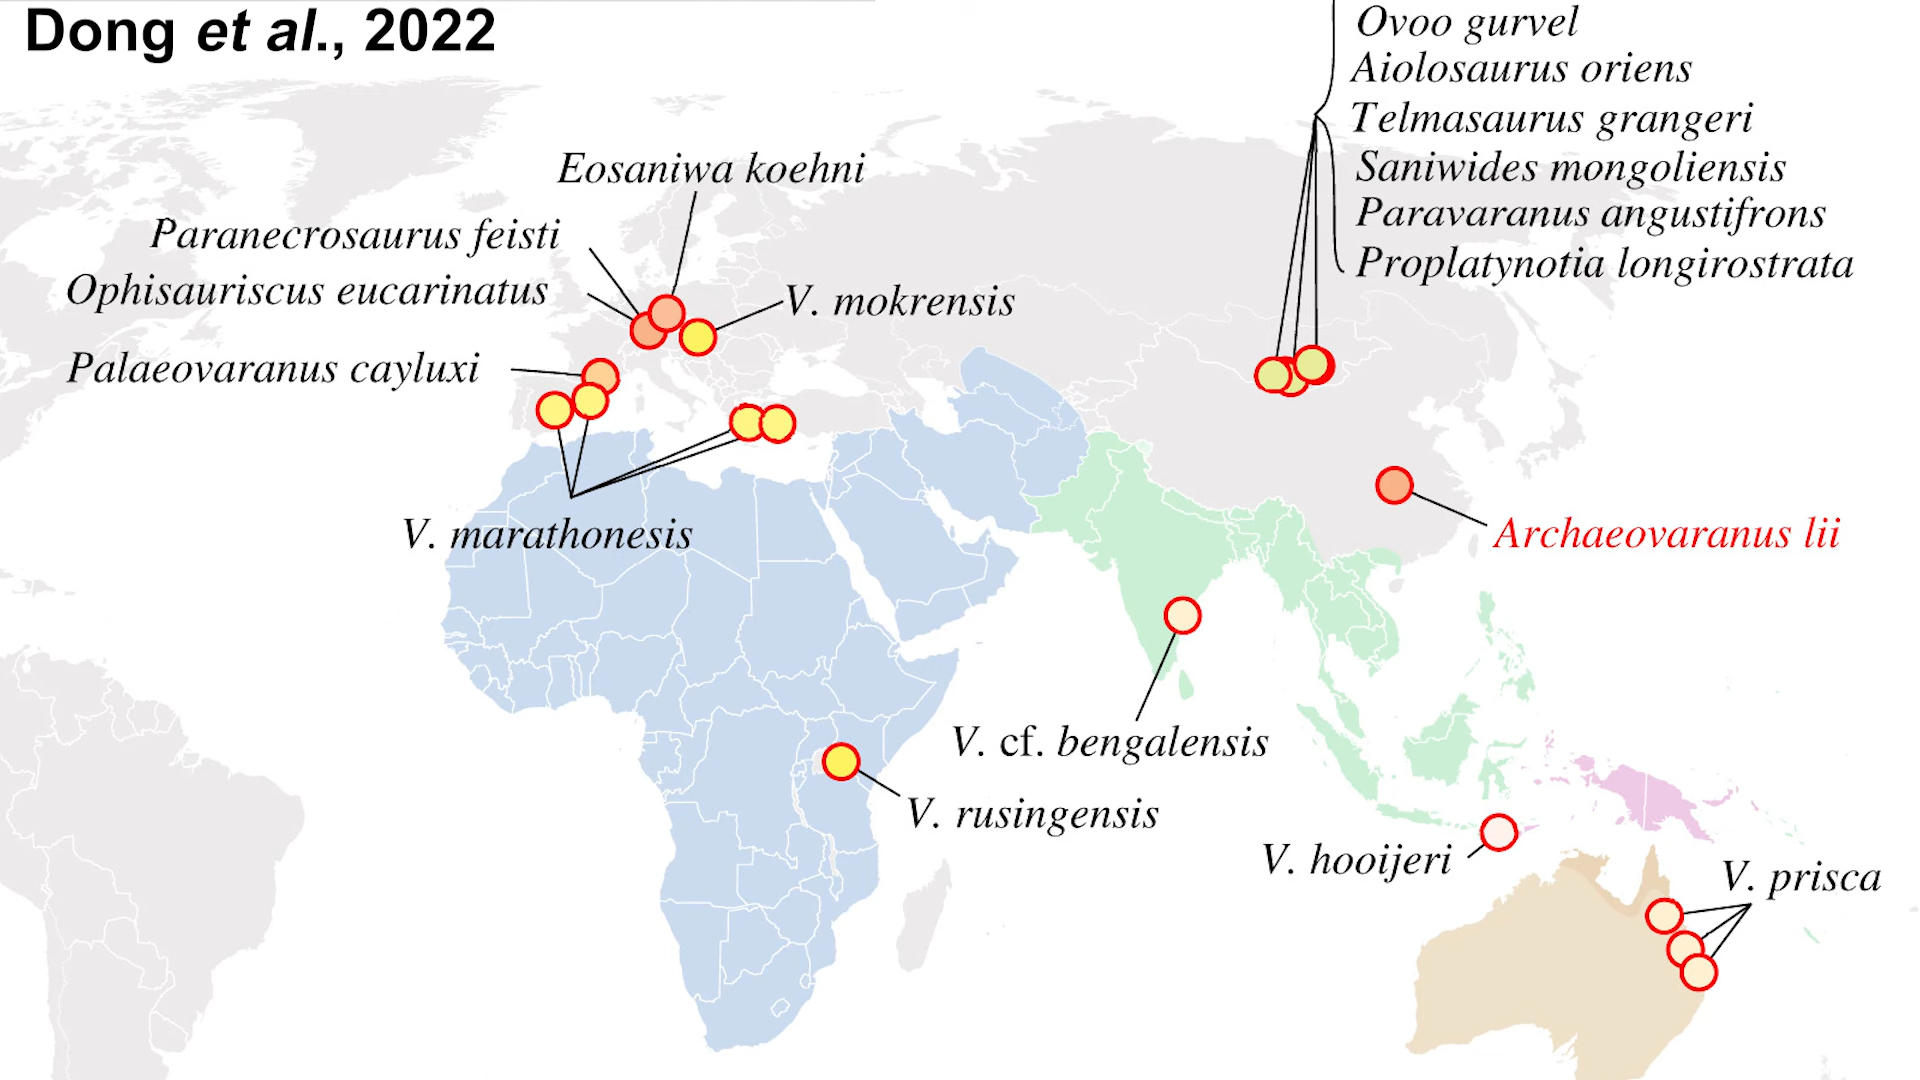 Dong et al., 2022
Ovoo gurvel
Aiolosaurus oriens
Telmasaurus grangeri
Saniwides mongoliensis
Paravaranus angustifrons
Proplatynotia longirostrata
Eosaniwa koehni
Paranecrosaurus feisti
Ophisauriscus eucarinatus
V. mokrensis
Palaeovaranus cayluxi
V. marathonesis
Archaeovaranus lii
V. cf. bengalensis
V. rusingensis
V. hooijeri
V. prisca